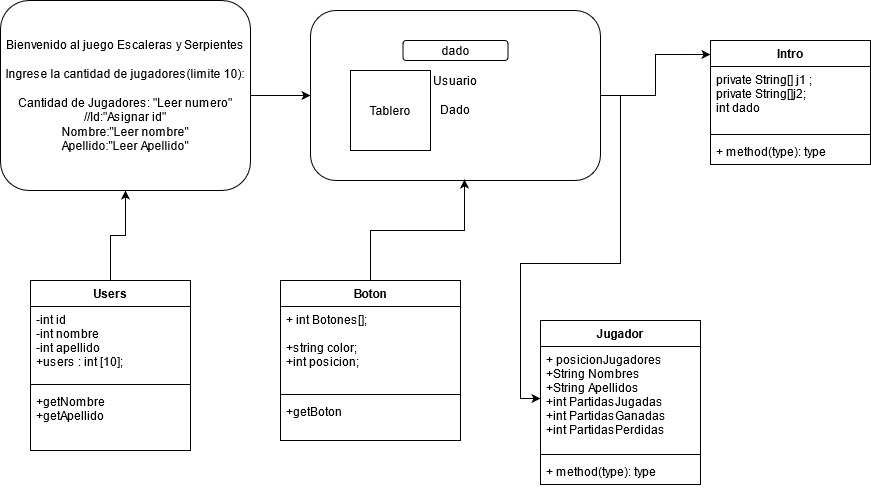 Bienvenido al juego Escaleras y Serpientes
Ingrese la cantidad de jugadores(limite 10):
Cantidad de Jugadores: "Leer numero"
//Id:"Asignar id"
Nombre:"Leer nombre"
Apellido:"Leer Apellido"
dado
Usuario
Tablero
Dado
Intro
private String[] j1 ;
private String[]j2;
int dado
+ method(type): type
Users
-int id
-int nombre
-int apellido
+users : int [10];
+getNombre
+getApellido
Boton
+ int Botones[];
+string color;
+int posicion;
+getBoton
Jugador
+ posicionJugadores
+String Nombres
+String Apellidos
+int PartidasJugadas
+int PartidasGanadas
+int PartidasPerdidas
+ method(type): type